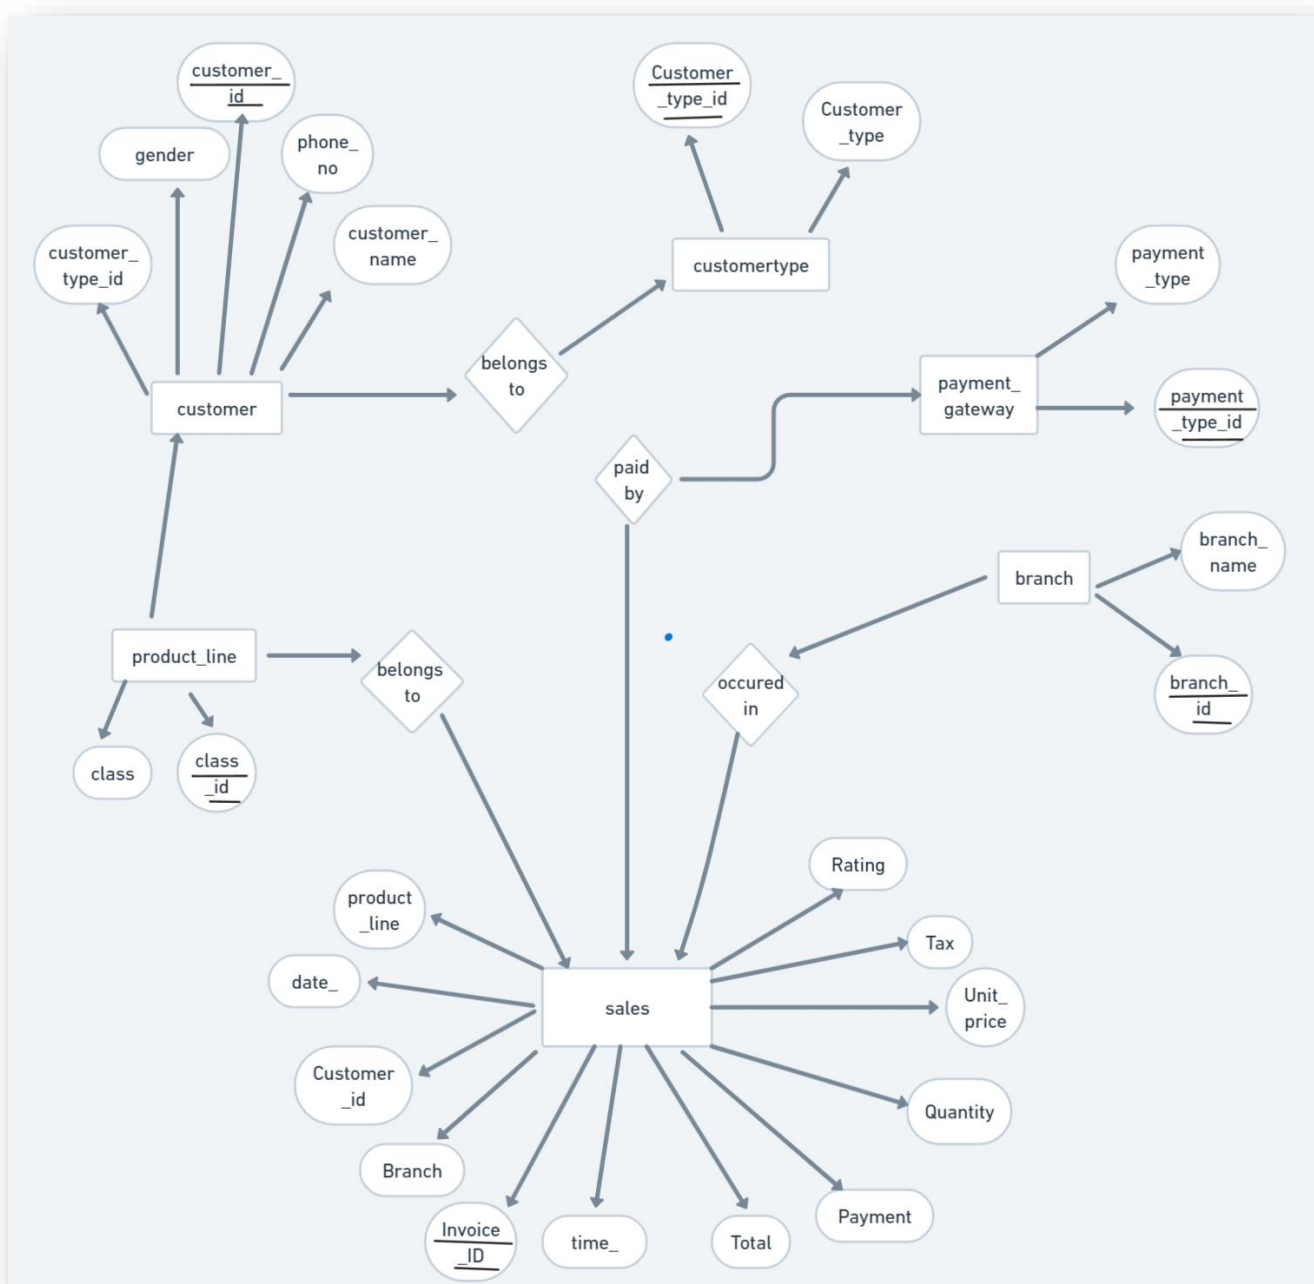 customer_
id
Customer
_type_id
Customer
_type
gender
phone_
no
customer_
name
customer_
type_id
customertype
payment
_type
belongs
to
payment_
gateway
payment
_type_id
customer
paid
by
branch_
name
branch
product_line
belongs
to
occured
in
branch_
id
class
class
_id
Rating
product
_line
Tax
date_
sales
Unit_
price
Customer
_id
Quantity
Branch
Invoice
_ID
time_
Total
Payment